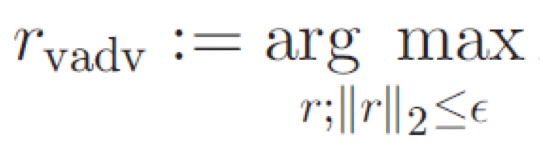 r_vadv := arg max
r;‖r‖₂≤ϵ